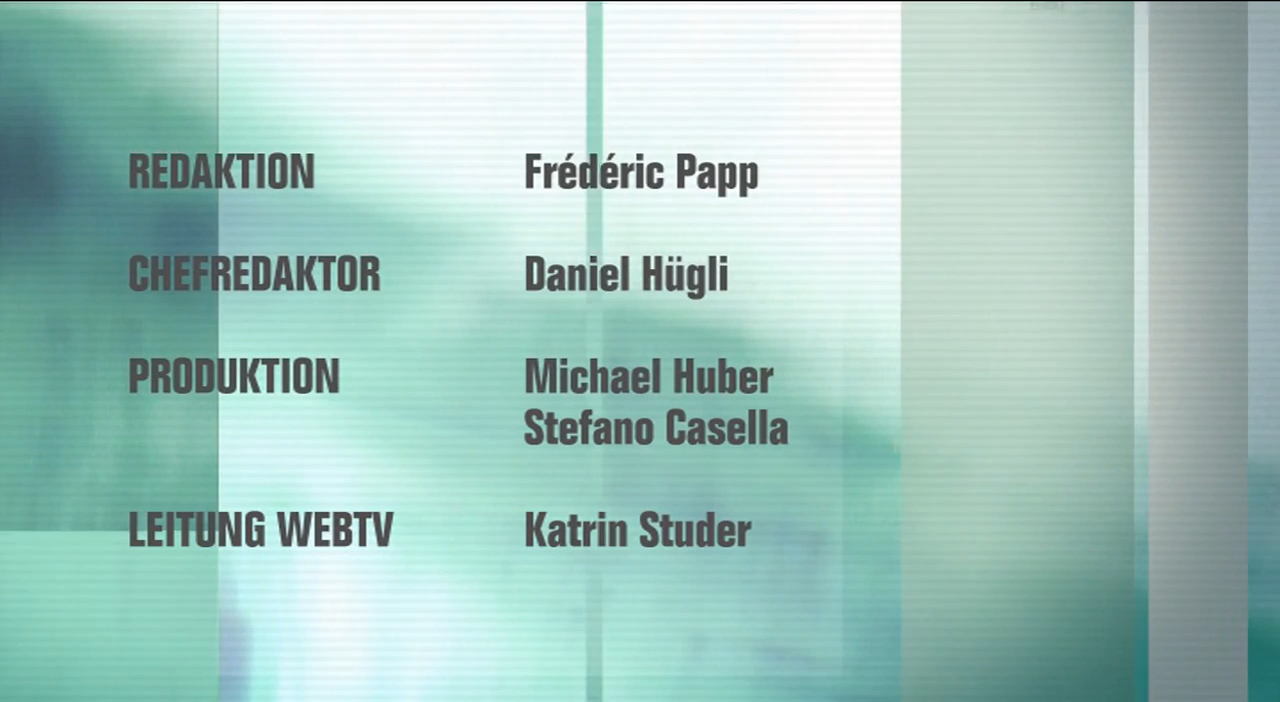 REDAKTION Frédéric Papp
CHEFREDAKTOR Daniel Hügli
PRODUKTION Michael Huber
Stefano Casella
LEITUNG WEBTV Katrin Studer